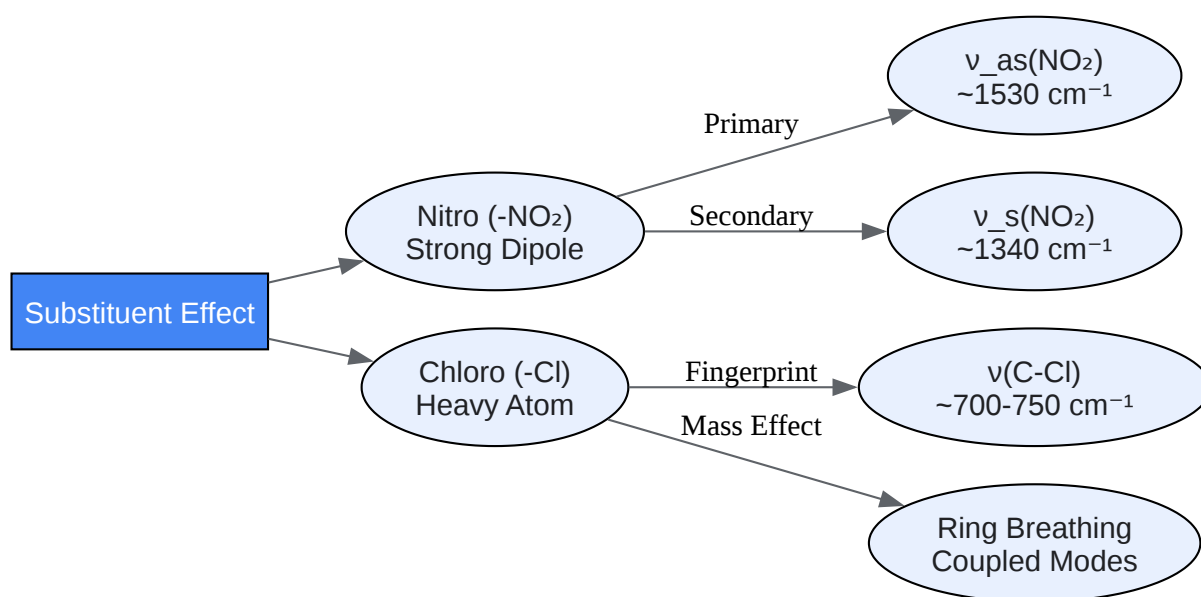 ν_as(NO₂)
~1530 cm⁻¹
Primary
Nitro (-NO₂)
Strong Dipole
Secondary
ν_s(NO₂)
~1340 cm⁻¹
Substituent Effect
Chloro (-Cl)
Heavy Atom
Fingerprint
ν(C-Cl)
~700-750 cm⁻¹
Mass Effect
Ring Breathing
Coupled Modes